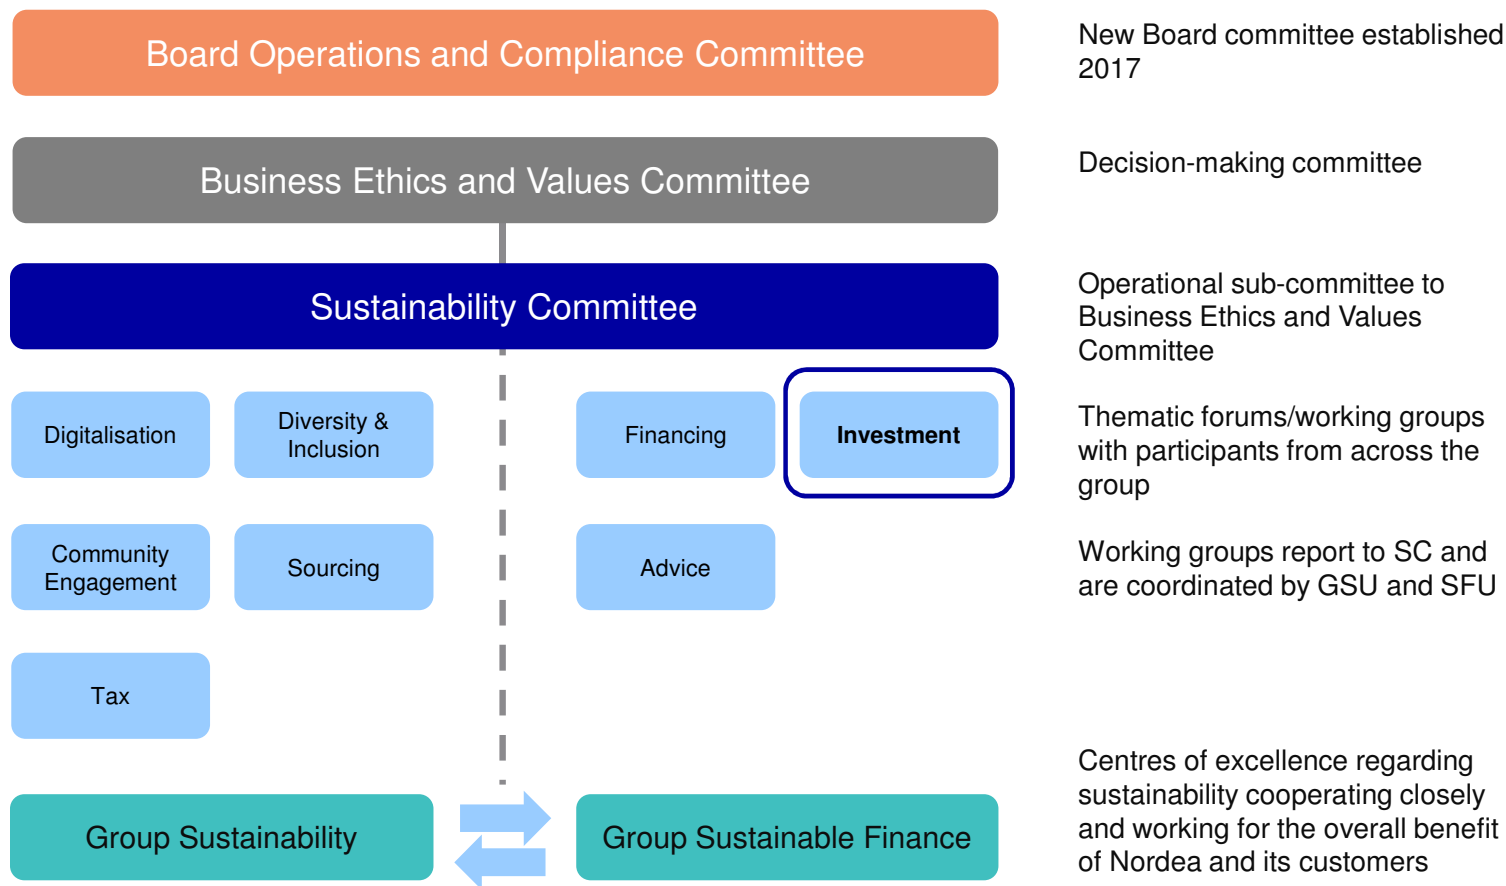 Board Operations and Compliance Committee
New Board committee established
2017
Business Ethics and Values Committee
Decision-making committee
Sustainability Committee
Operational sub-committee to
Business Ethics and Values
Committee
Digitalisation
Diversity &
Inclusion
Financing
Investment
Thematic forums/working groups
with participants from across the
group
Community
Engagement
Sourcing
Advice
Working groups report to SC and
are coordinated by GSU and SFU
Tax
Group Sustainability
Group Sustainable Finance
Centres of excellence regarding
sustainability cooperating closely
and working for the overall benefit
of Nordea and its customers